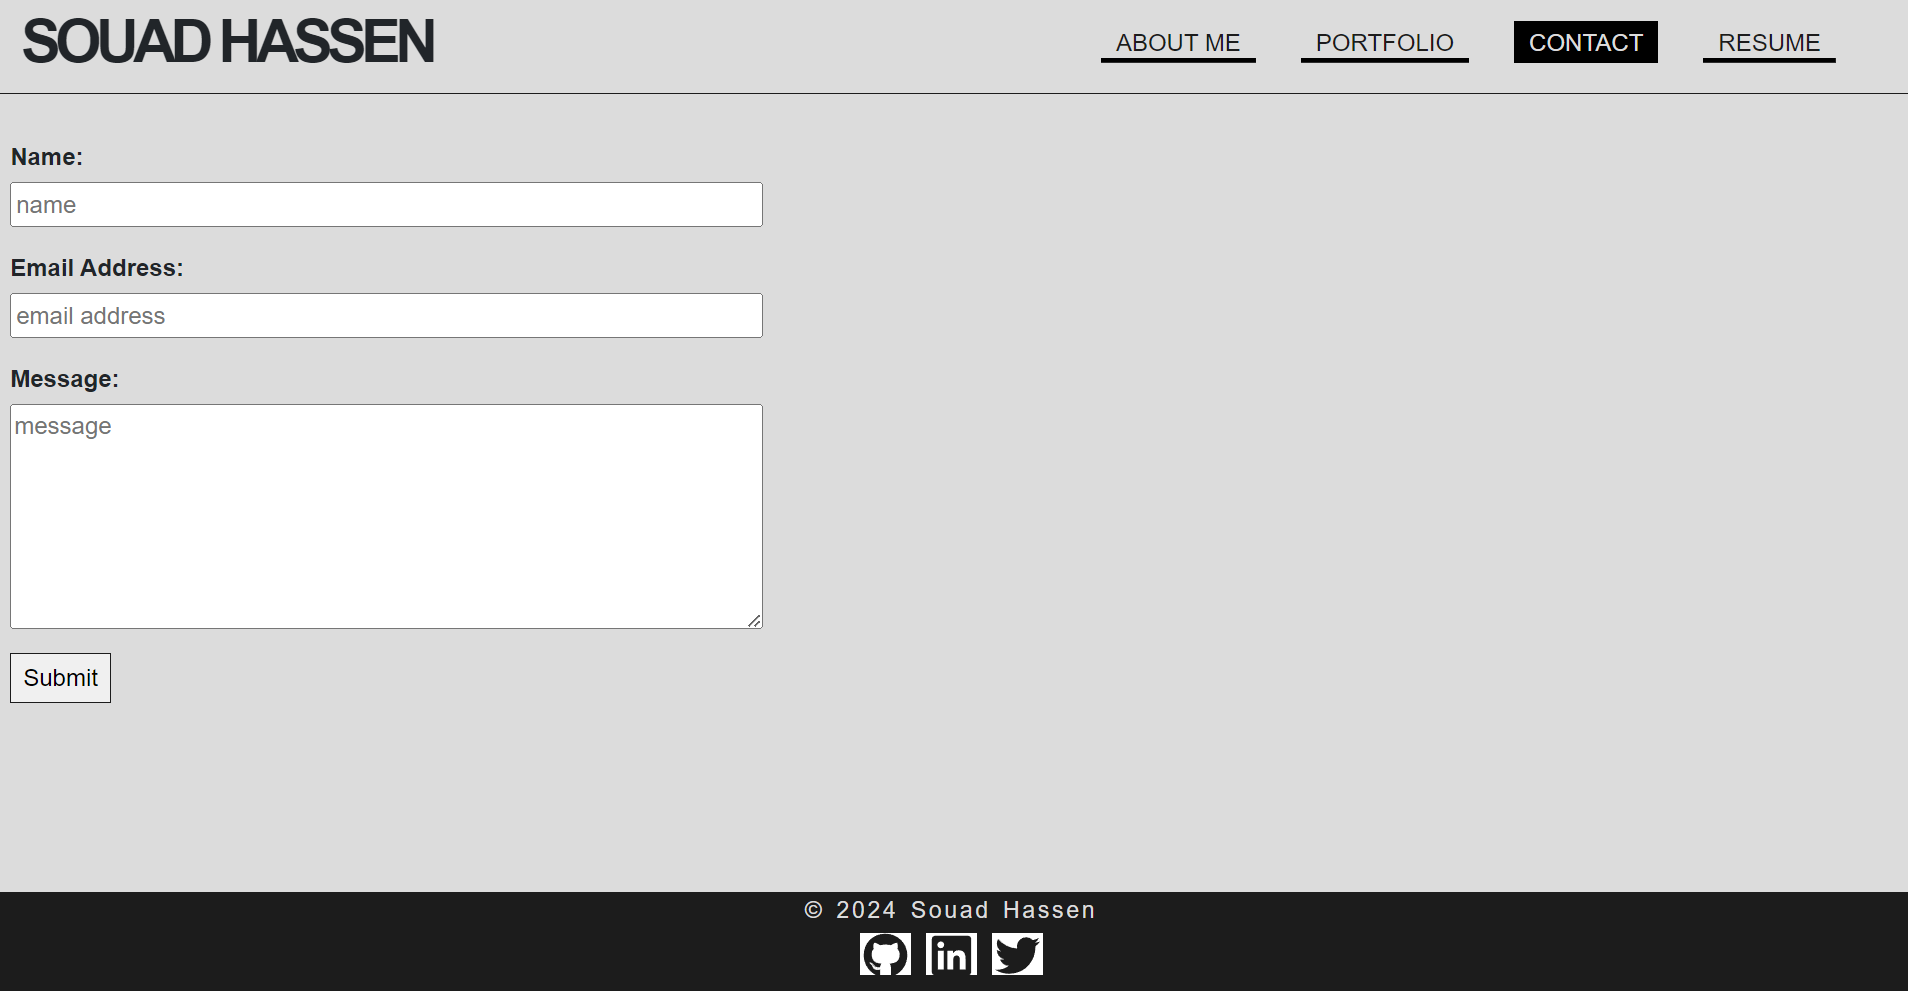 SOUAD HASSEN
ABOUT ME
PORTFOLIO
CONTACT
RESUME
Name:
name
Email Address:
email address
Message:
message
Submit
© 2024 Souad Hassen
in